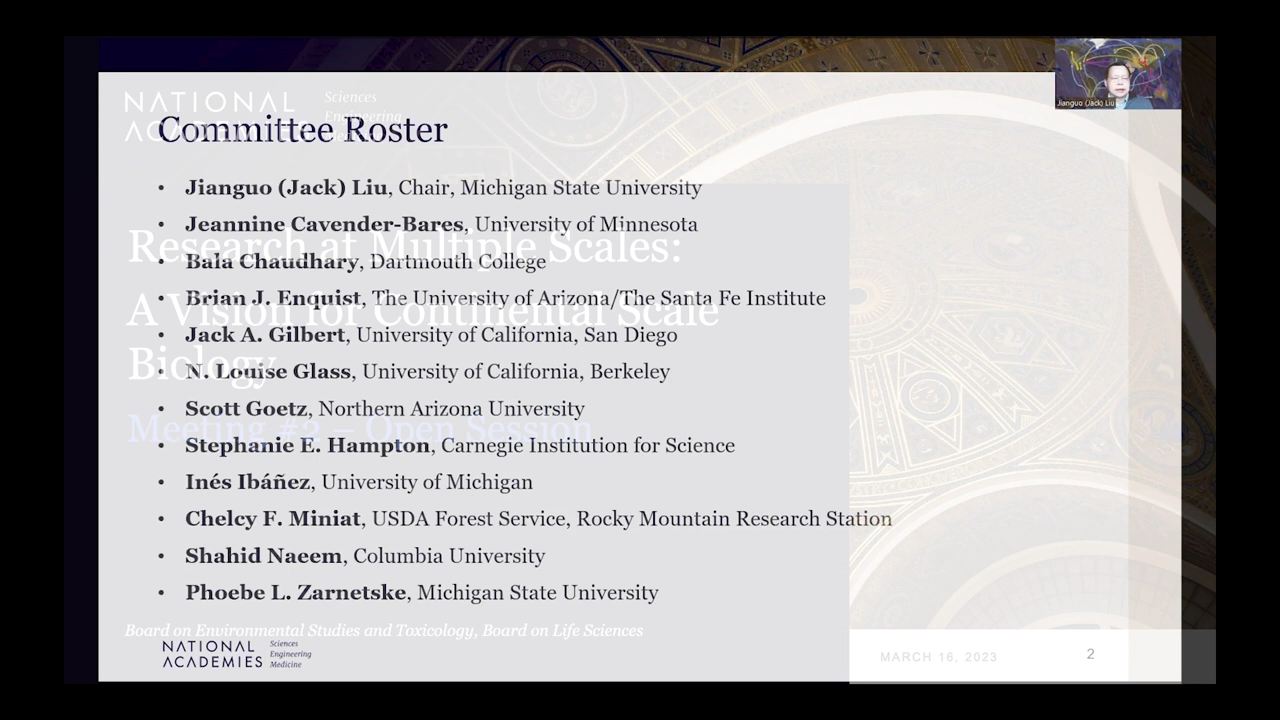 Jianguo (Jack) Liu
NATIONAL
ACADEMIES
Sciences
Engineering
Medicine
Committee Roster
• Jianguo (Jack) Liu, Chair, Michigan State University
• Jeannine Cavender-Bares, University of Minnesota
• Bala Chaudhary, Dartmouth College
• Brian J. Enquist, The University of Arizona/The Santa Fe Institute
• Jack A. Gilbert, University of California, San Diego
• N. Louise Glass, University of California, Berkeley
• Scott Goetz, Northern Arizona University
• Stephanie E. Hampton, Carnegie Institution for Science
• Inés Ibáñez, University of Michigan
• Chelcy F. Miniat, USDA Forest Service, Rocky Mountain Research Station
• Shahid Naeem, Columbia University
• Phoebe L. Zarnetske, Michigan State University
Research at Multiple Scales:
A Vision for Continental Scale
Biology
Meeting #2 – Open Session
Board on Environmental Studies and Toxicology, Board on Life Sciences
NATIONAL
ACADEMIES
Sciences
Engineering
Medicine
MARCH 16, 2023
2